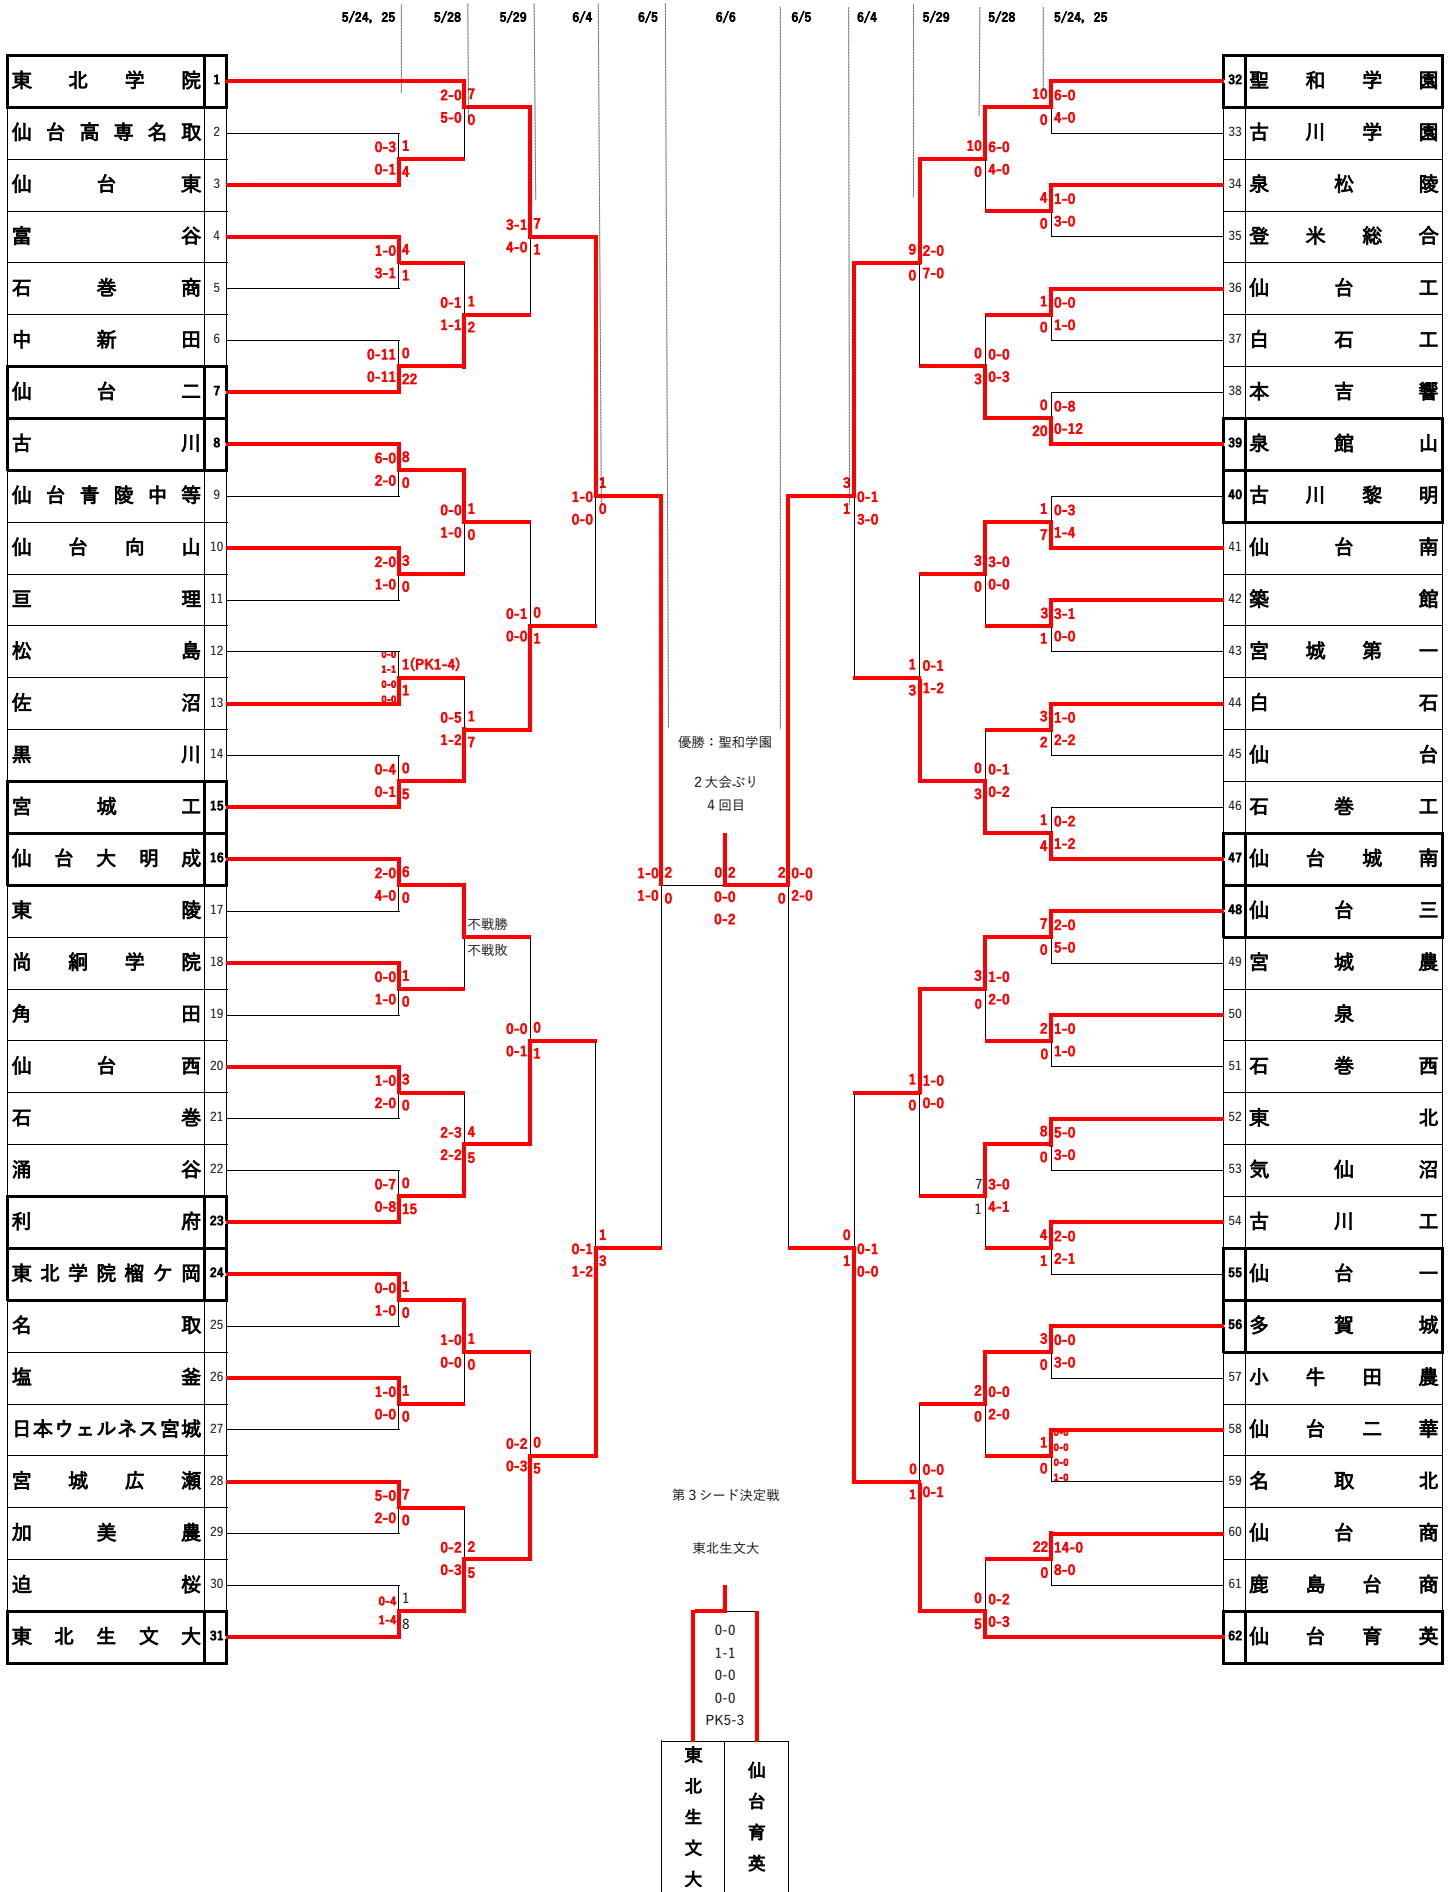 5/24, 25 5/28 5/29 6/4 6/5 6/6 6/5 6/4 5/29 5/28 5/24, 25
東北学院 1
2-0 7
5-0 0
仙台高専名取 2
0-3 1
0-1 4
仙台東 3
3-1 7
4-0 1
富谷 4
1-0 4
3-1 1
石巻商 5
0-1 1
1-1 2
中新田 6
0-11 0
0-11 22
仙台二 7
1
1-0
0-0 0
古川 8
6-0 8
2-0 0
仙台青陵中等 9
0-0 1
1-0 0
仙台向山 10
2-0 3
1-0 0
亘理 11
0-1 0
0-0 1
松島 12
0-0
1-1 1(PK1-4)
0-0 1
0-0
佐沼 13
0-5 1
1-2 7
黒川 14
0-4 0
0-1 5
宮城工 15
1-0 2
1-0 0
仙台大明成 16
2-0 6
4-0 0
東陵 17
不戦勝
不戦敗
尚絅学院 18
0-0 1
1-0 0
角田 19
0-0 0
0-1 1
仙台西 20
1-0 3
2-0 0
石巻 21
2-3 4
2-2 5
涌谷 22
0-7 0
0-8 15
利府 23
1
0-1
1-2 3
東北学院榴ケ岡 24
0-0 1
1-0 0
名取 25
1-0 1
0-0 0
塩釜 26
1-0 1
0-0 0
日本ウェルネス宮城 27
0-2 0
0-3 5
宮城広瀬 28
5-0 7
2-0 0
加美農 29
0-2 2
0-3 5
迫桜 30
0-4 1
1-4 8
東北生文大 31
優勝：聖和学園
２大会ぶり
４回目
0 2
0-0
0-2
32 聖和学園
10 6-0
0 4-0
33 古川学園
10 6-0
0 4-0
34 泉松陵
4 1-0
0 3-0
35 登米総合
9 2-0
0 7-0
36 仙台工
1 0-0
0 1-0
37 白石工
0 0-0
3 0-3
38 本吉響
0 0-8
20 0-12
39 泉館山
3
0-1
1 3-0
40 古川黎明
1 0-3
7 1-4
41 仙台南
3 3-0
0 0-0
42 築館
3 3-1
1 0-0
43 宮城第一
1 0-1
3 1-2
44 白石
3 1-0
2 2-2
45 仙台
0 0-1
3 0-2
46 石巻工
1 0-2
4 1-2
47 仙台城南
2 0-0
0 2-0
48 仙台三
7 2-0
0 5-0
49 宮城農
3 1-0
0 2-0
50 泉
2 1-0
0 1-0
51 石巻西
1 1-0
0 0-0
52 東北
8 5-0
0 3-0
53 気仙沼
7 3-0
1 4-1
54 古川工
4 2-0
1 2-1
55 仙台一
0
0-1
1 0-0
56 多賀城
3 0-0
0 3-0
57 小牛田農
2 0-0
0 2-0
58 仙台二華
0-0
1 0-0
0-0
0 1-0
59 名取北
0 0-0
1 0-1
60 仙台商
22 14-0
0 8-0
61 鹿島台商
0 0-2
5 0-3
62 仙台育英
第３シード決定戦
東北生文大
0-0
1-1
0-0
0-0
PK5-3
東北生文大
仙台育英